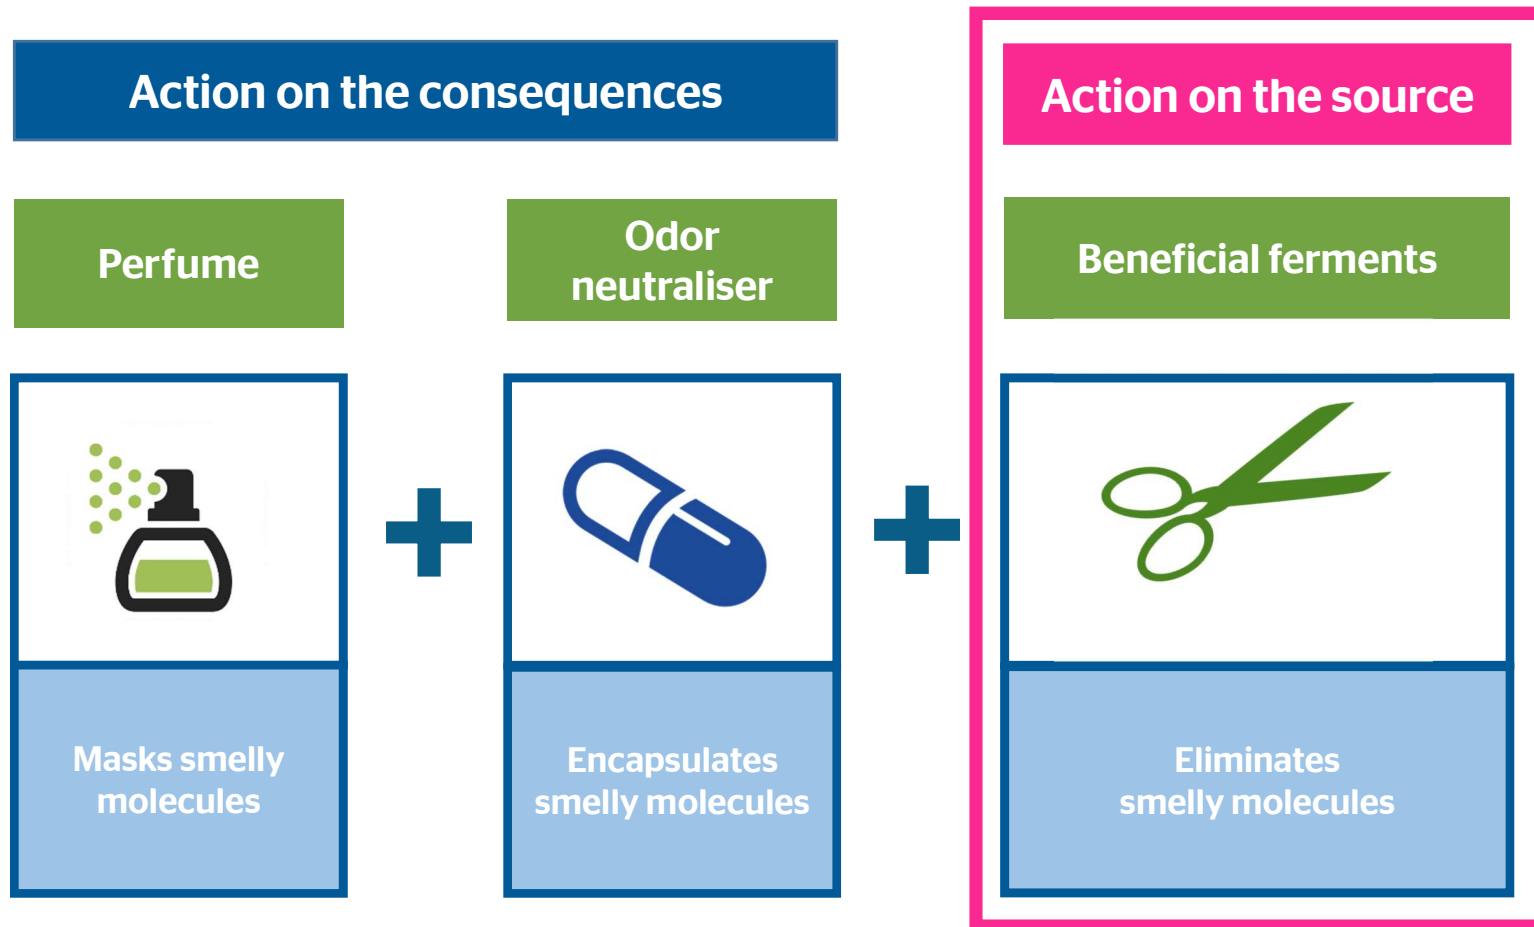 Action on the consequences
Action on the source
Perfume
Odor
neutraliser
Beneficial ferments
Masks smelly
molecules
Encapsulates
smelly molecules
Eliminates
smelly molecules